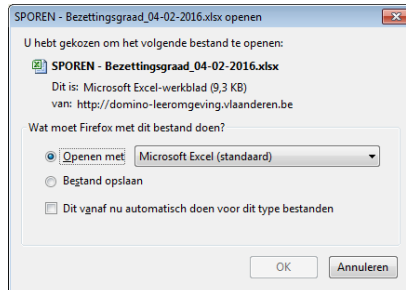 SPOREN - Bezettingsgraad_04-02-2016.xlsx openen
U hebt gekozen om het volgende bestand te openen:
SPOREN - Bezettingsgraad_04-02-2016.xlsx
Dit is: Microsoft Excel-werkblad (9,3 KB)
van: http://domino-leeromgeving.vlaanderen.be
Wat moet Firefox met dit bestand doen?
Openen met Microsoft Excel (standaard)
Bestand opslaan
Dit vanaf nu automatisch doen voor dit type bestanden
OK Annuleren